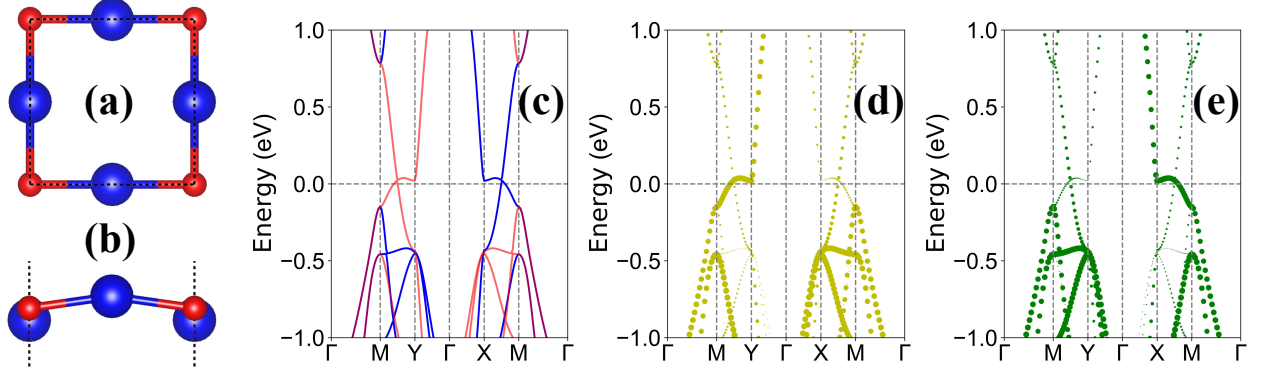 (a)
(b)
Energy (eV)
1.0
0.5
0.0
−0.5
−1.0
Γ M Y Γ X M Γ
(c)
Energy (eV)
1.0
0.5
0.0
−0.5
−1.0
Γ M Y Γ X M Γ
(d)
Energy (eV)
1.0
0.5
0.0
−0.5
−1.0
Γ M Y Γ X M Γ
(e)